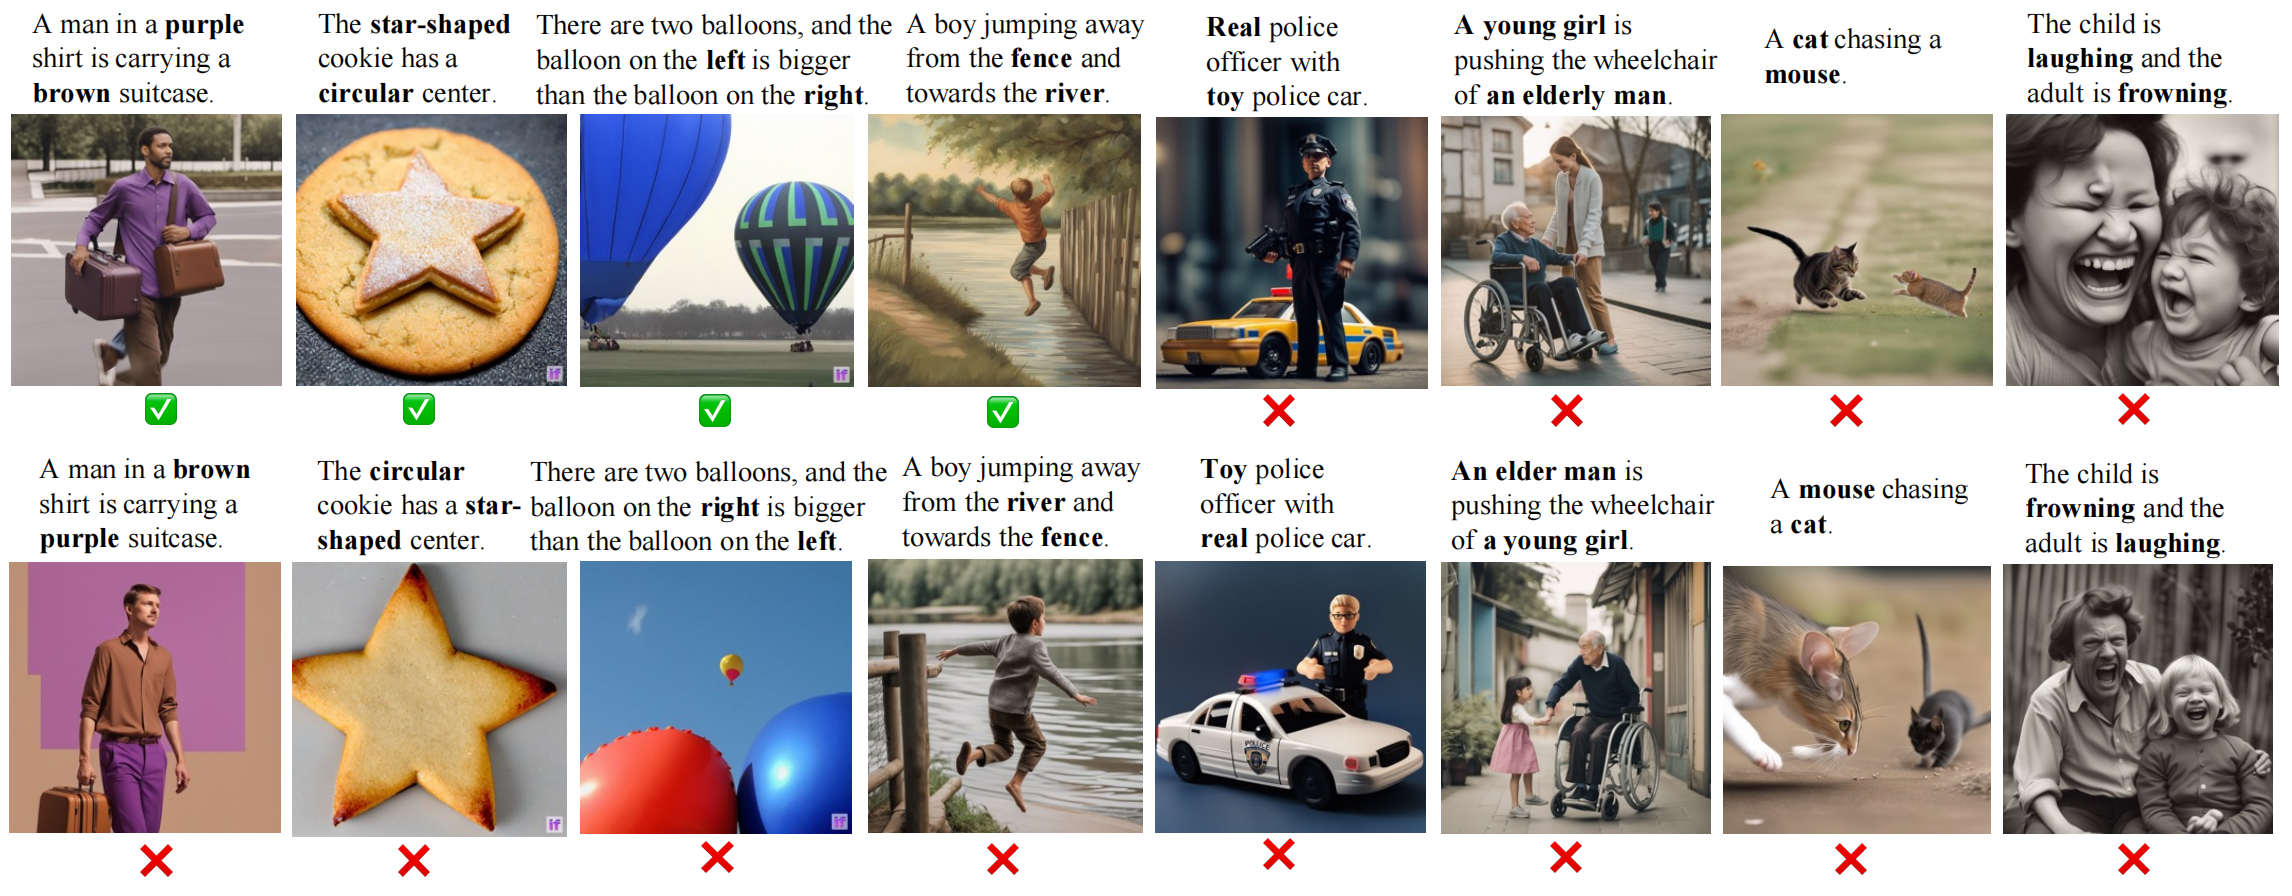 A man in a purple
shirt is carrying a
brown suitcase.
The star-shaped
cookie has a
circular center.
There are two balloons, and the
balloon on the left is bigger
than the balloon on the right.
A boy jumping away
from the fence and
towards the river.
Real police
officer with
toy police car.
A young girl is
pushing the wheelchair
of an elderly man.
A cat chasing a
mouse.
The child is
laughing and the
adult is frowning.
if
if
A man in a brown
shirt is carrying a
purple suitcase.
The circular
cookie has a star-
shaped center.
There are two balloons, and the
balloon on the right is bigger
than the balloon on the left.
A boy jumping away
from the river and
towards the fence.
Toy police
officer with
real police car.
An elder man is
pushing the wheelchair
of a young girl.
A mouse chasing
a cat.
The child is
frowning and the
adult is laughing.
POLICE
if
if